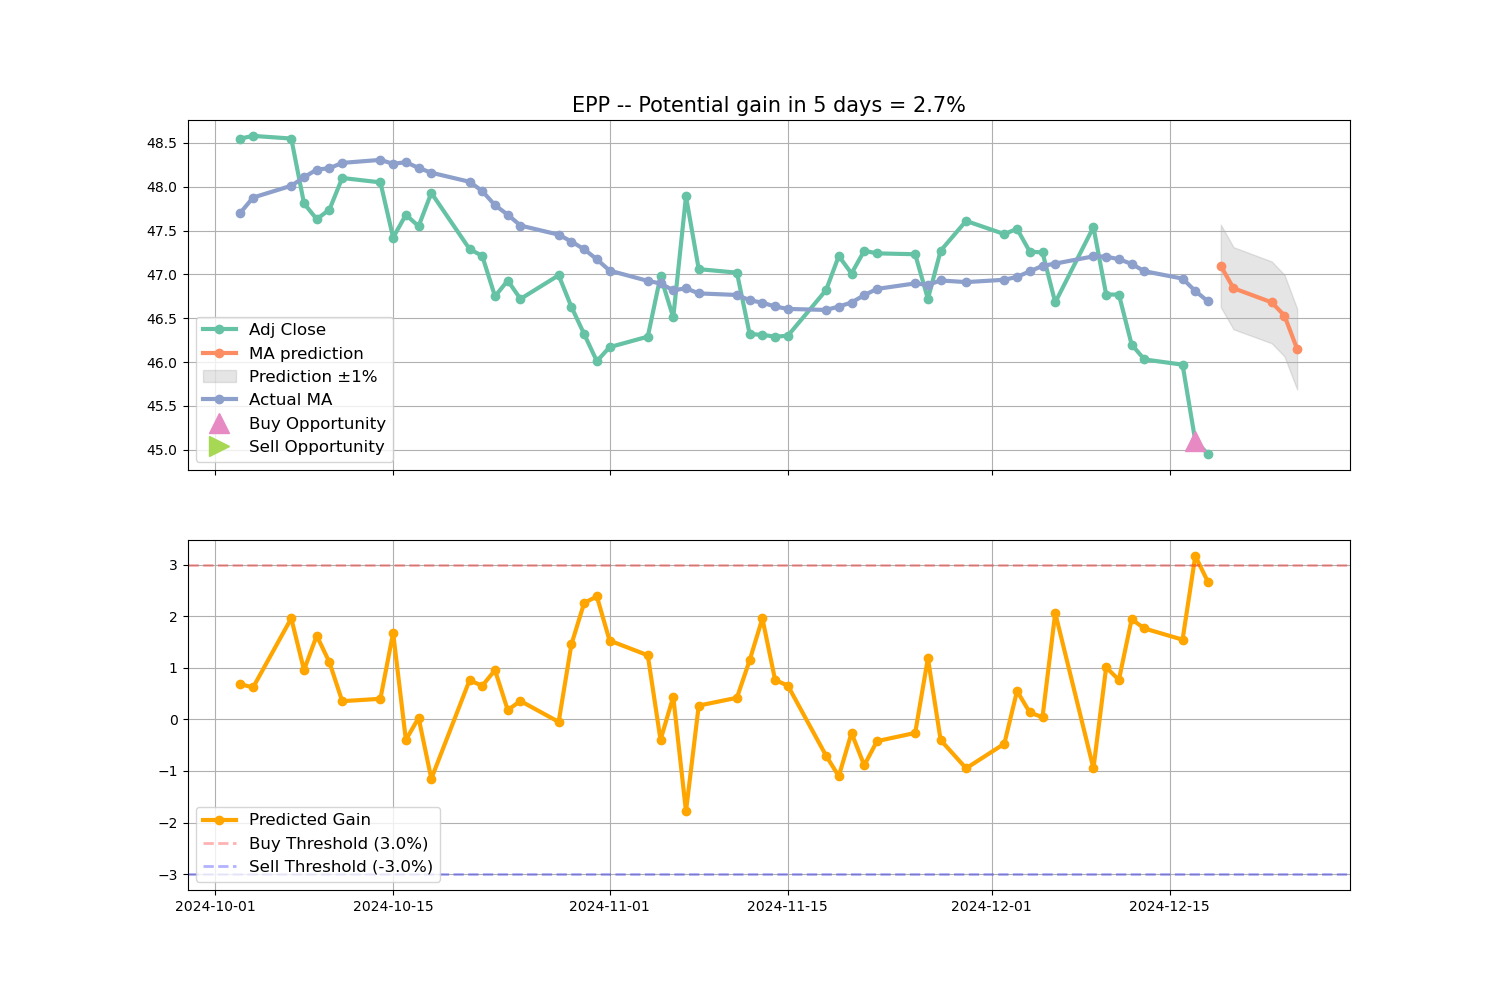 EPP -- Potential gain in 5 days = 2.7%
48.5
48.0
47.5
47.0
46.5
46.0
45.5
45.0
Adj Close
MA prediction
Prediction ±1%
Actual MA
Buy Opportunity
Sell Opportunity
3
2
1
0
−1
−2
−3
Predicted Gain
Buy Threshold (3.0%)
Sell Threshold (-3.0%)
2024-10-01 2024-10-15 2024-11-01 2024-11-15 2024-12-01 2024-12-15